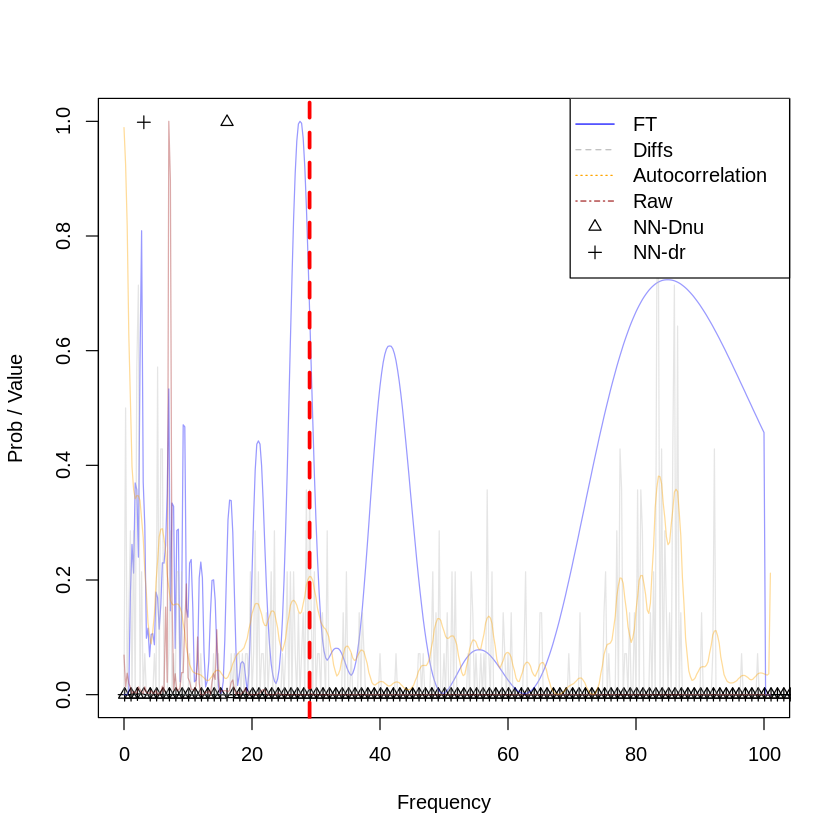 FT
Diffs
Autocorrelation
Raw
NN-Dnu
NN-dr
Prob / Value
1.0
0.8
0.6
0.4
0.2
0.0
0 20 40 60 80 100
Frequency